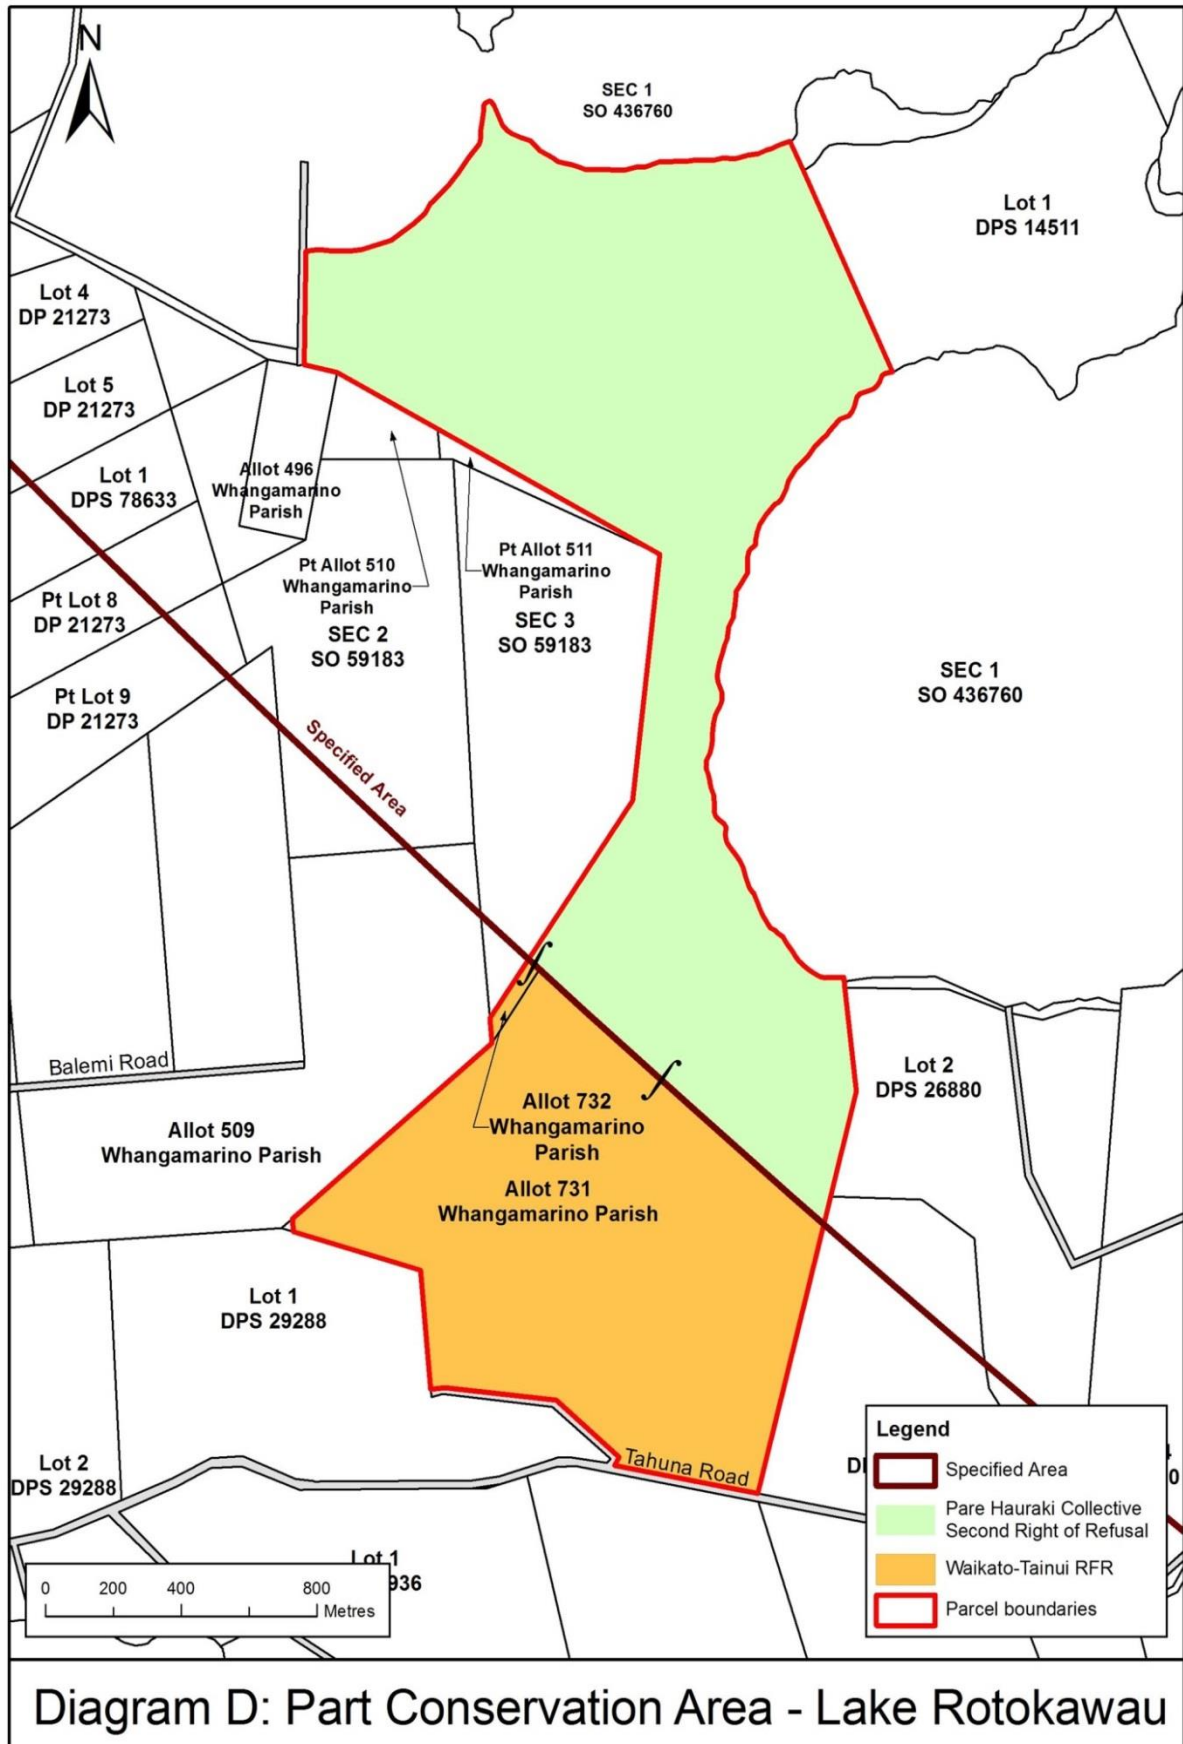 N
SEC 1
SO 436760
Lot 1
DPS 14511
Lot 4
DP 21273
Lot 5
DP 21273
Lot 1
DPS 78633
Allot 496
Whangamarino
Parish
Pt Allot 510
Whangamarino
Parish
Pt Allot 511
Whangamarino
Parish
SEC 2
SO 59183
SEC 3
SO 59183
Pt Lot 8
DP 21273
Pt Lot 9
DP 21273
SEC 1
SO 436760
Specified Area
Balemi Road
Lot 2
DPS 26880
Allot 509
Whangamarino Parish
Allot 732
Whangamarino
Parish
Allot 731
Whangamarino Parish
Lot 1
DPS 29288
Lot 2
DPS 29288
Tahuna Road
Lot 1
936
0 200 400 800
Metres
Legend
Specified Area
Pare Hauraki Collective
Second Right of Refusal
Waikato-Tainui RFR
Parcel boundaries
Diagram D: Part Conservation Area - Lake Rotokawau